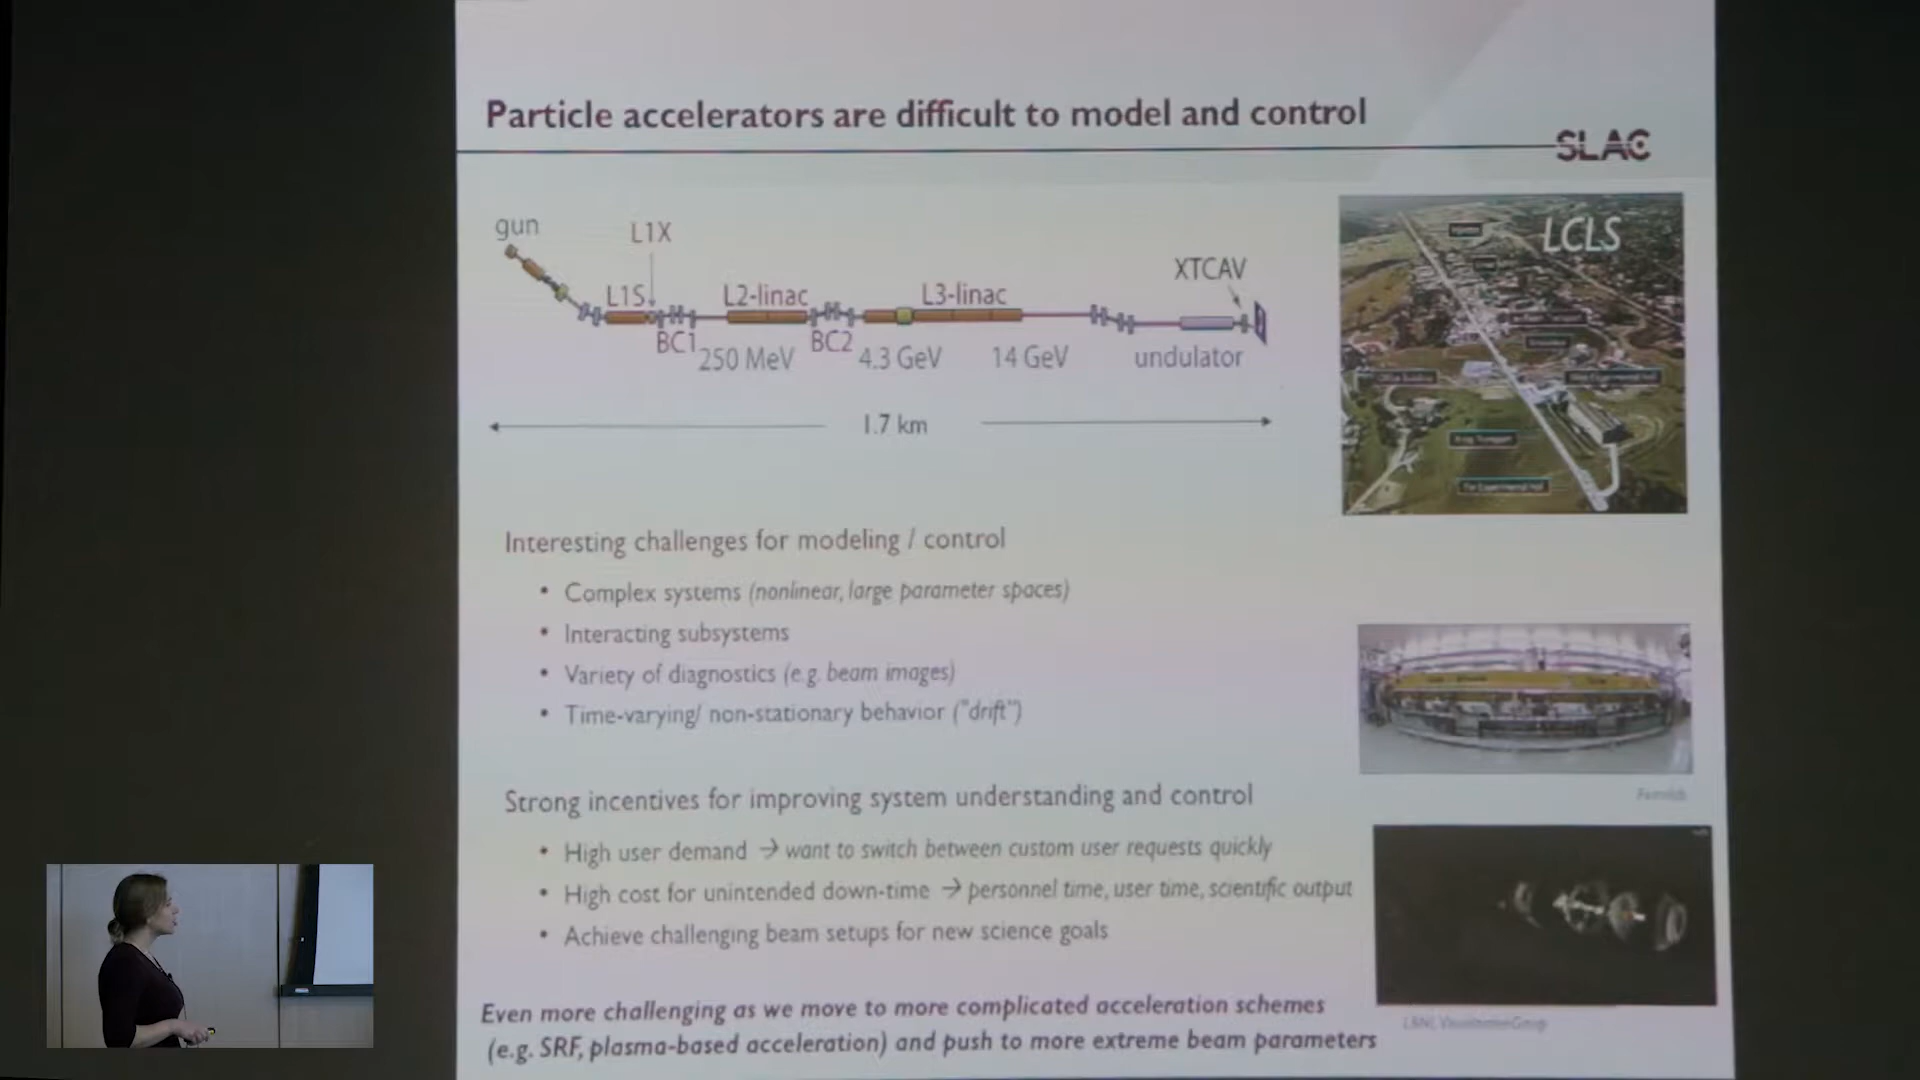 Particle accelerators are difficult to model and control
SLAC
gun
L1X
L1S
L2-linac
L3-linac
XTCAV
BC1
250 MeV
BC2
4.3 GeV
14 GeV
undulator
1.7 km
LCLS
Interesting challenges for modeling / control
• Complex systems (nonlinear, large parameter spaces)
• Interacting subsystems
• Variety of diagnostics (e.g. beam images)
• Time-varying/ non-stationary behavior ("drift")
Strong incentives for improving system understanding and control
• High user demand → want to switch between custom user requests quickly
• High cost for unintended down-time → personnel time, user time, scientific output
• Achieve challenging beam setups for new science goals
Even more challenging as we move to more complicated acceleration schemes
(e.g. SRF, plasma-based acceleration) and push to more extreme beam parameters